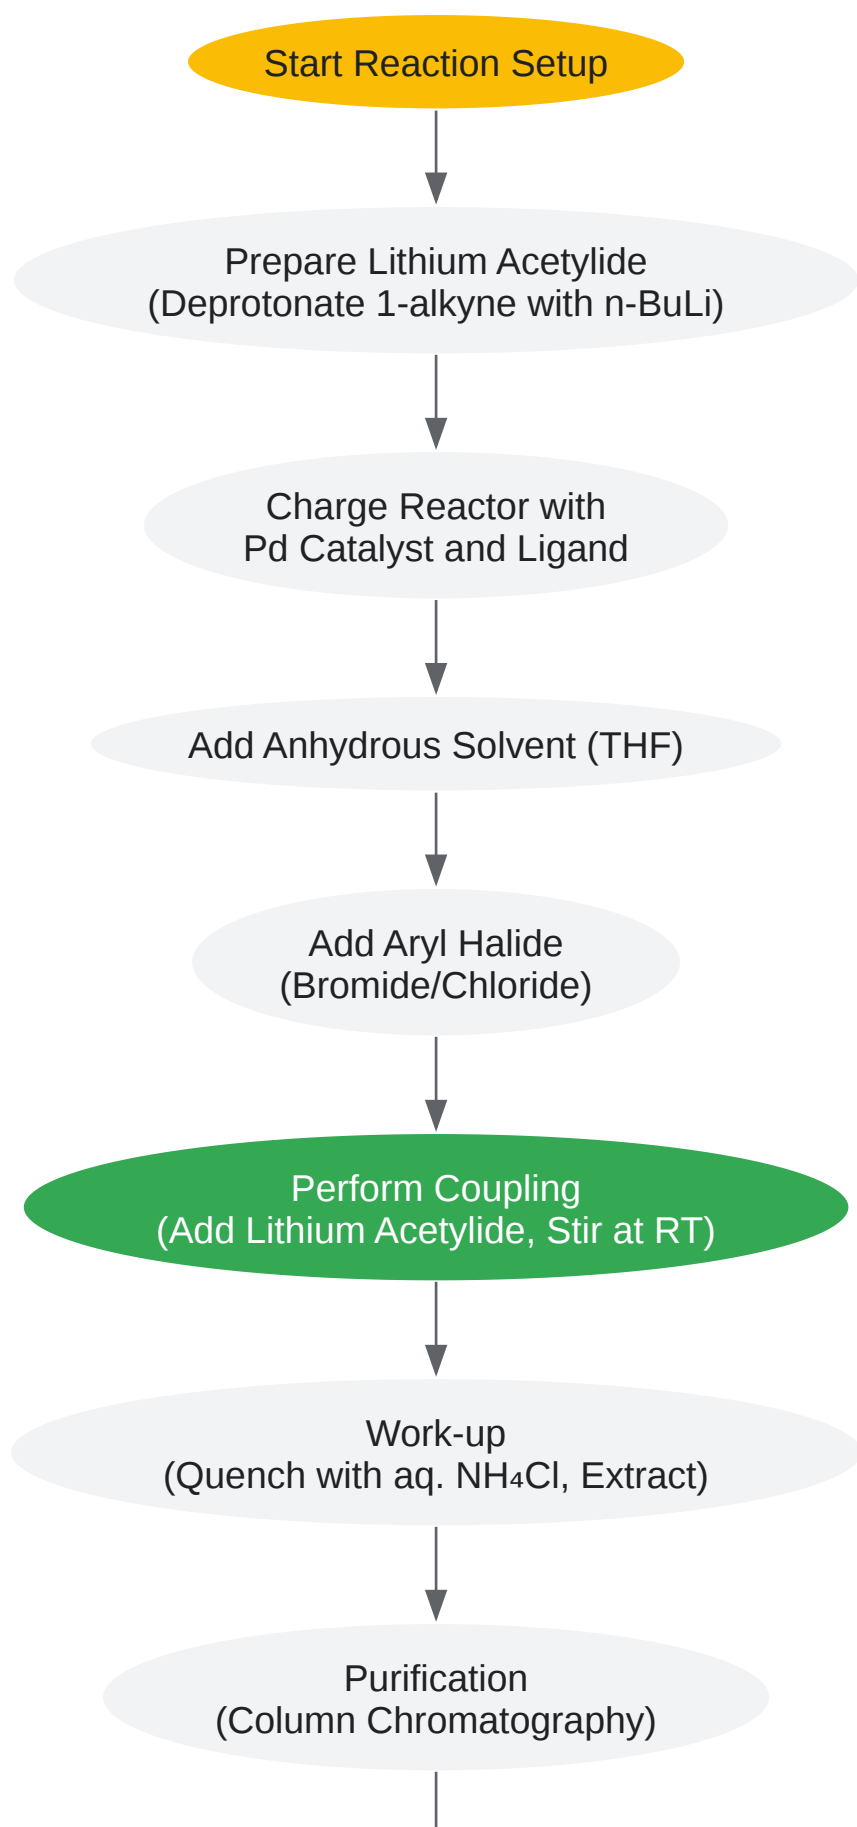 Start Reaction Setup
Prepare Lithium Acetylide
(Deprotonate 1-alkyne with n-BuLi)
Charge Reactor with
Pd Catalyst and Ligand
Add Anhydrous Solvent (THF)
Add Aryl Halide
(Bromide/Chloride)
Perform Coupling
(Add Lithium Acetylide, Stir at RT)
Work-up
(Quench with aq. NH₄Cl, Extract)
Purification
(Column Chromatography)